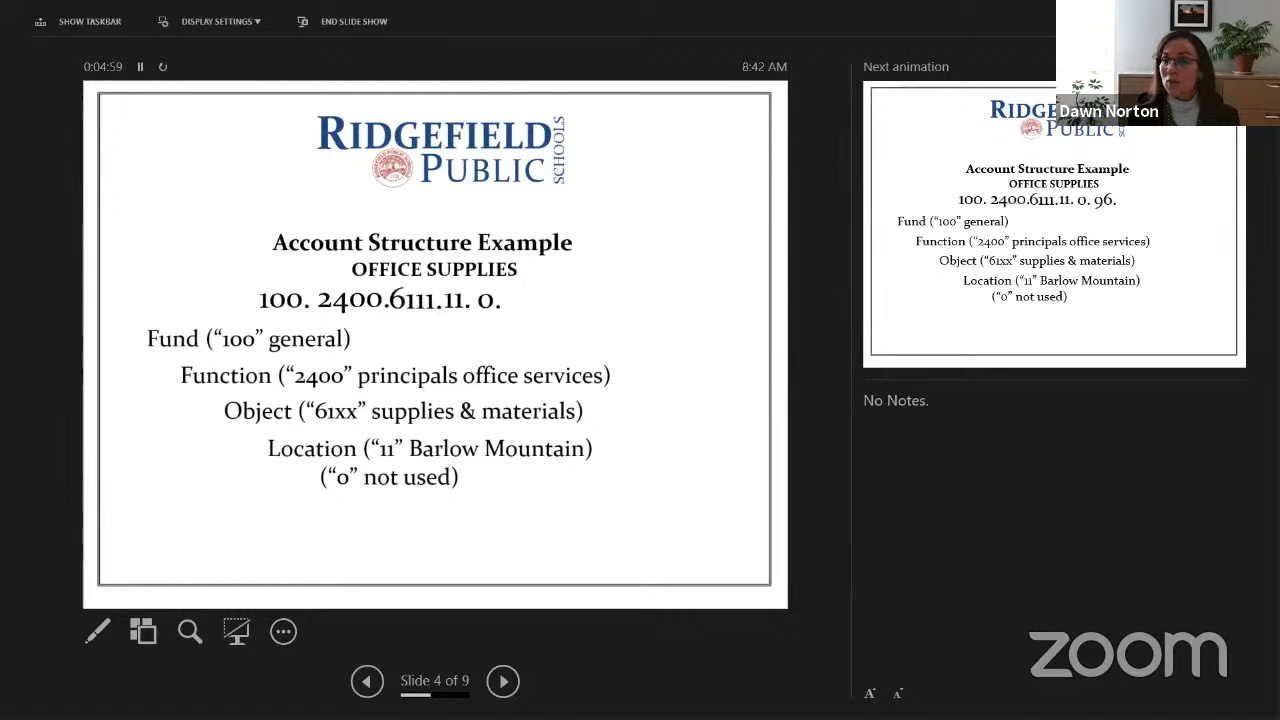 SHOW TASKBAR
DISPLAY SETTINGS
END SLIDE SHOW
0:04:59
8:42 AM
RIDGEFIELD
PUBLIC
SCHOOLS
Account Structure Example
OFFICE SUPPLIES
100. 2400.6111.11. 0.
Fund (“100” general)
Function (“2400” principals office services)
Object (“61xx” supplies & materials)
Location (“11” Barlow Mountain)
(“0” not used)
Slide 4 of 9
Next animation
Dawn Norton
PUBLIC
Account Structure Example
OFFICE SUPPLIES
100. 2400.6111.11. 0. 96.
Fund (“100” general)
Function (“2400” principals office services)
Object (“61xx” supplies & materials)
Location (“11” Barlow Mountain)
(“0” not used)
No Notes.
A A
zoom